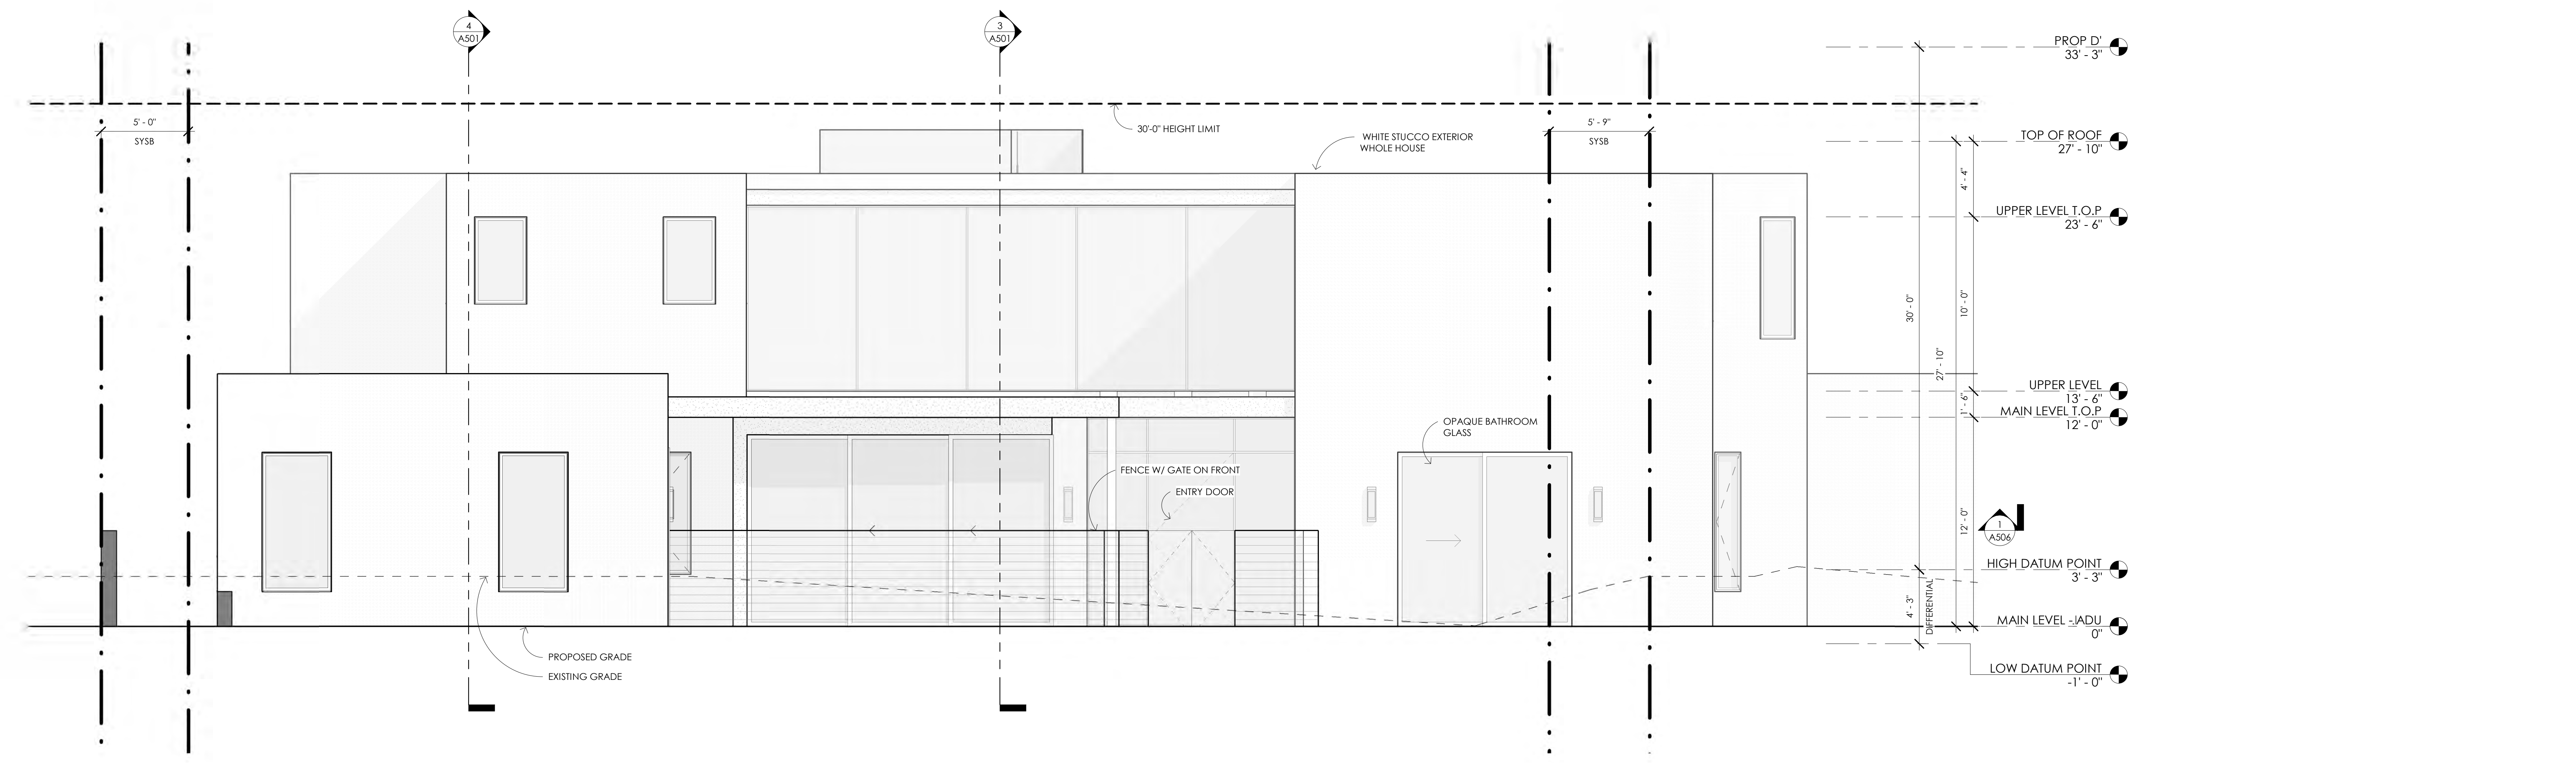 4
A501
3
A501
PROP D'
33' - 3"
5' - 0"
SYSB
30'-0" HEIGHT LIMIT
WHITE STUCCO EXTERIOR
WHOLE HOUSE
5' - 9"
SYSB
TOP OF ROOF
27' - 10"
4' - 4"
UPPER LEVEL T.O.P
23' - 6"
30' - 0"
10' - 0"
27' - 10"
UPPER LEVEL
13' - 6"
1' - 6"
MAIN LEVEL T.O.P
12' - 0"
OPAQUE BATHROOM
GLASS
FENCE W/ GATE ON FRONT
ENTRY DOOR
12' - 0"
1
A506
HIGH DATUM POINT
3' - 3"
4' - 3"
DIFFERENTIAL
MAIN LEVEL - JADU
0"
PROPOSED GRADE
EXISTING GRADE
LOW DATUM POINT
-1' - 0"